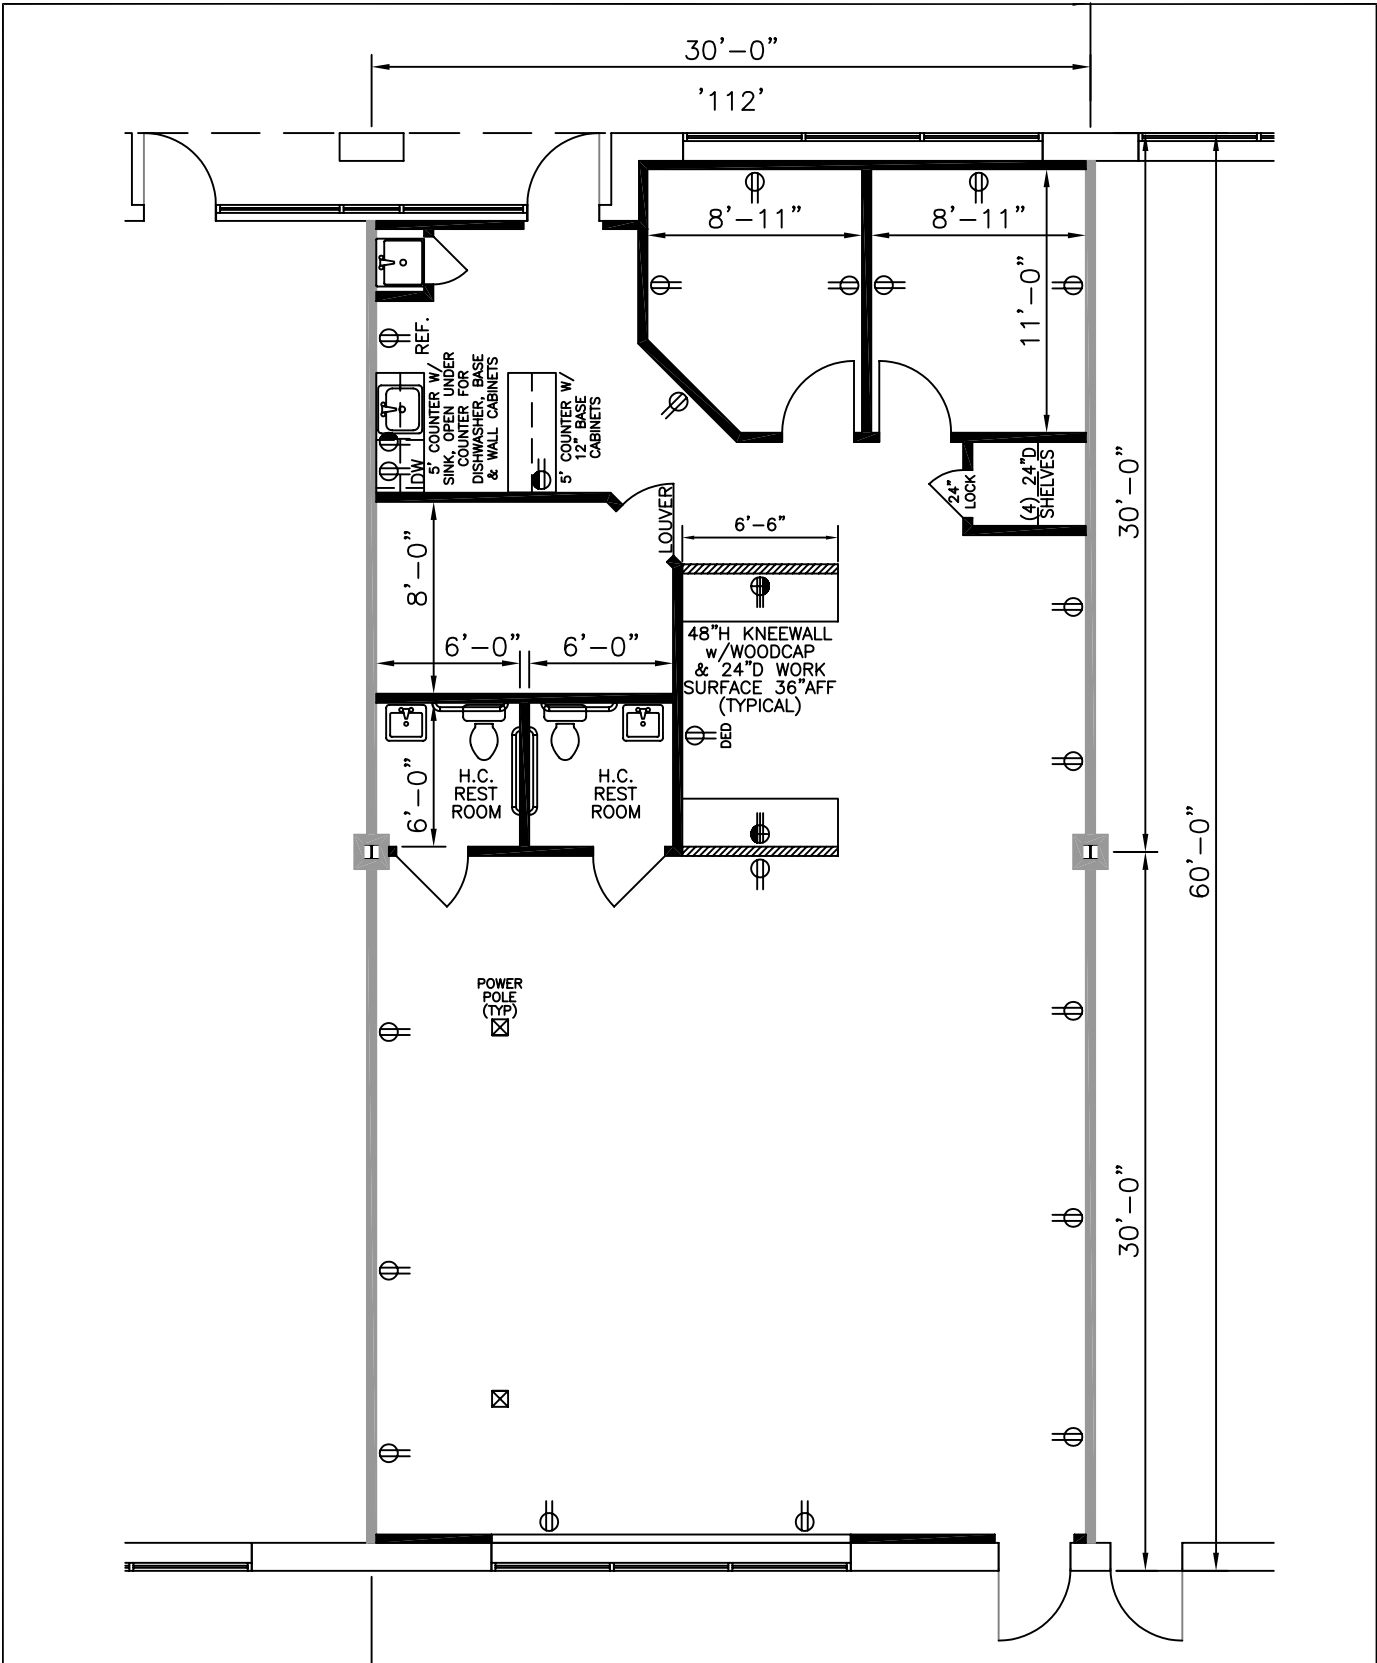 30'-0"
'112'
8'-11"
8'-11"
11'-0"
REF.
5' COUNTER W/
SINK, OPEN UNDER
COUNTER FOR
DISHWASHER, BASE
& WALL CABINETS
DW
5' COUNTER W/
12" BASE
CABINETS
24"
LOCK
(4) 24"D
SHELVES
30'-0"
LOUVER
6'-6"
8'-0"
6'-0"
6'-0"
48"H KNEEWALL
w/WOODCAP
& 24"D WORK
SURFACE 36"AFF
(TYPICAL)
DED
6'-0"
H.C.
REST
ROOM
H.C.
REST
ROOM
60'-0"
POWER
POLE
(TYP)
30'-0"